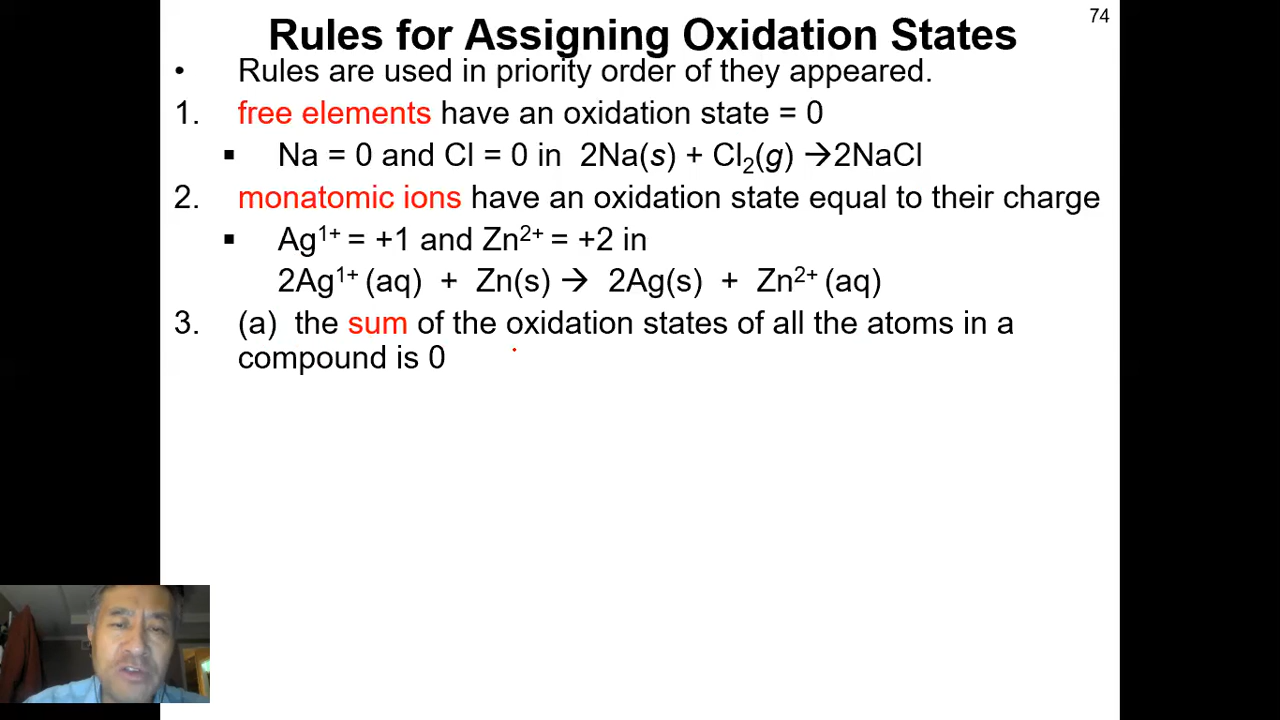 74
Rules for Assigning Oxidation States
• Rules are used in priority order of they appeared.
1. free elements have an oxidation state = 0
▪ Na = 0 and Cl = 0 in 2Na(s) + Cl₂(g) →2NaCl
2. monatomic ions have an oxidation state equal to their charge
▪ Ag¹⁺ = +1 and Zn²⁺ = +2 in
2Ag¹⁺ (aq) + Zn(s) → 2Ag(s) + Zn²⁺ (aq)
3. (a) the sum of the oxidation states of all the atoms in a
compound is 0